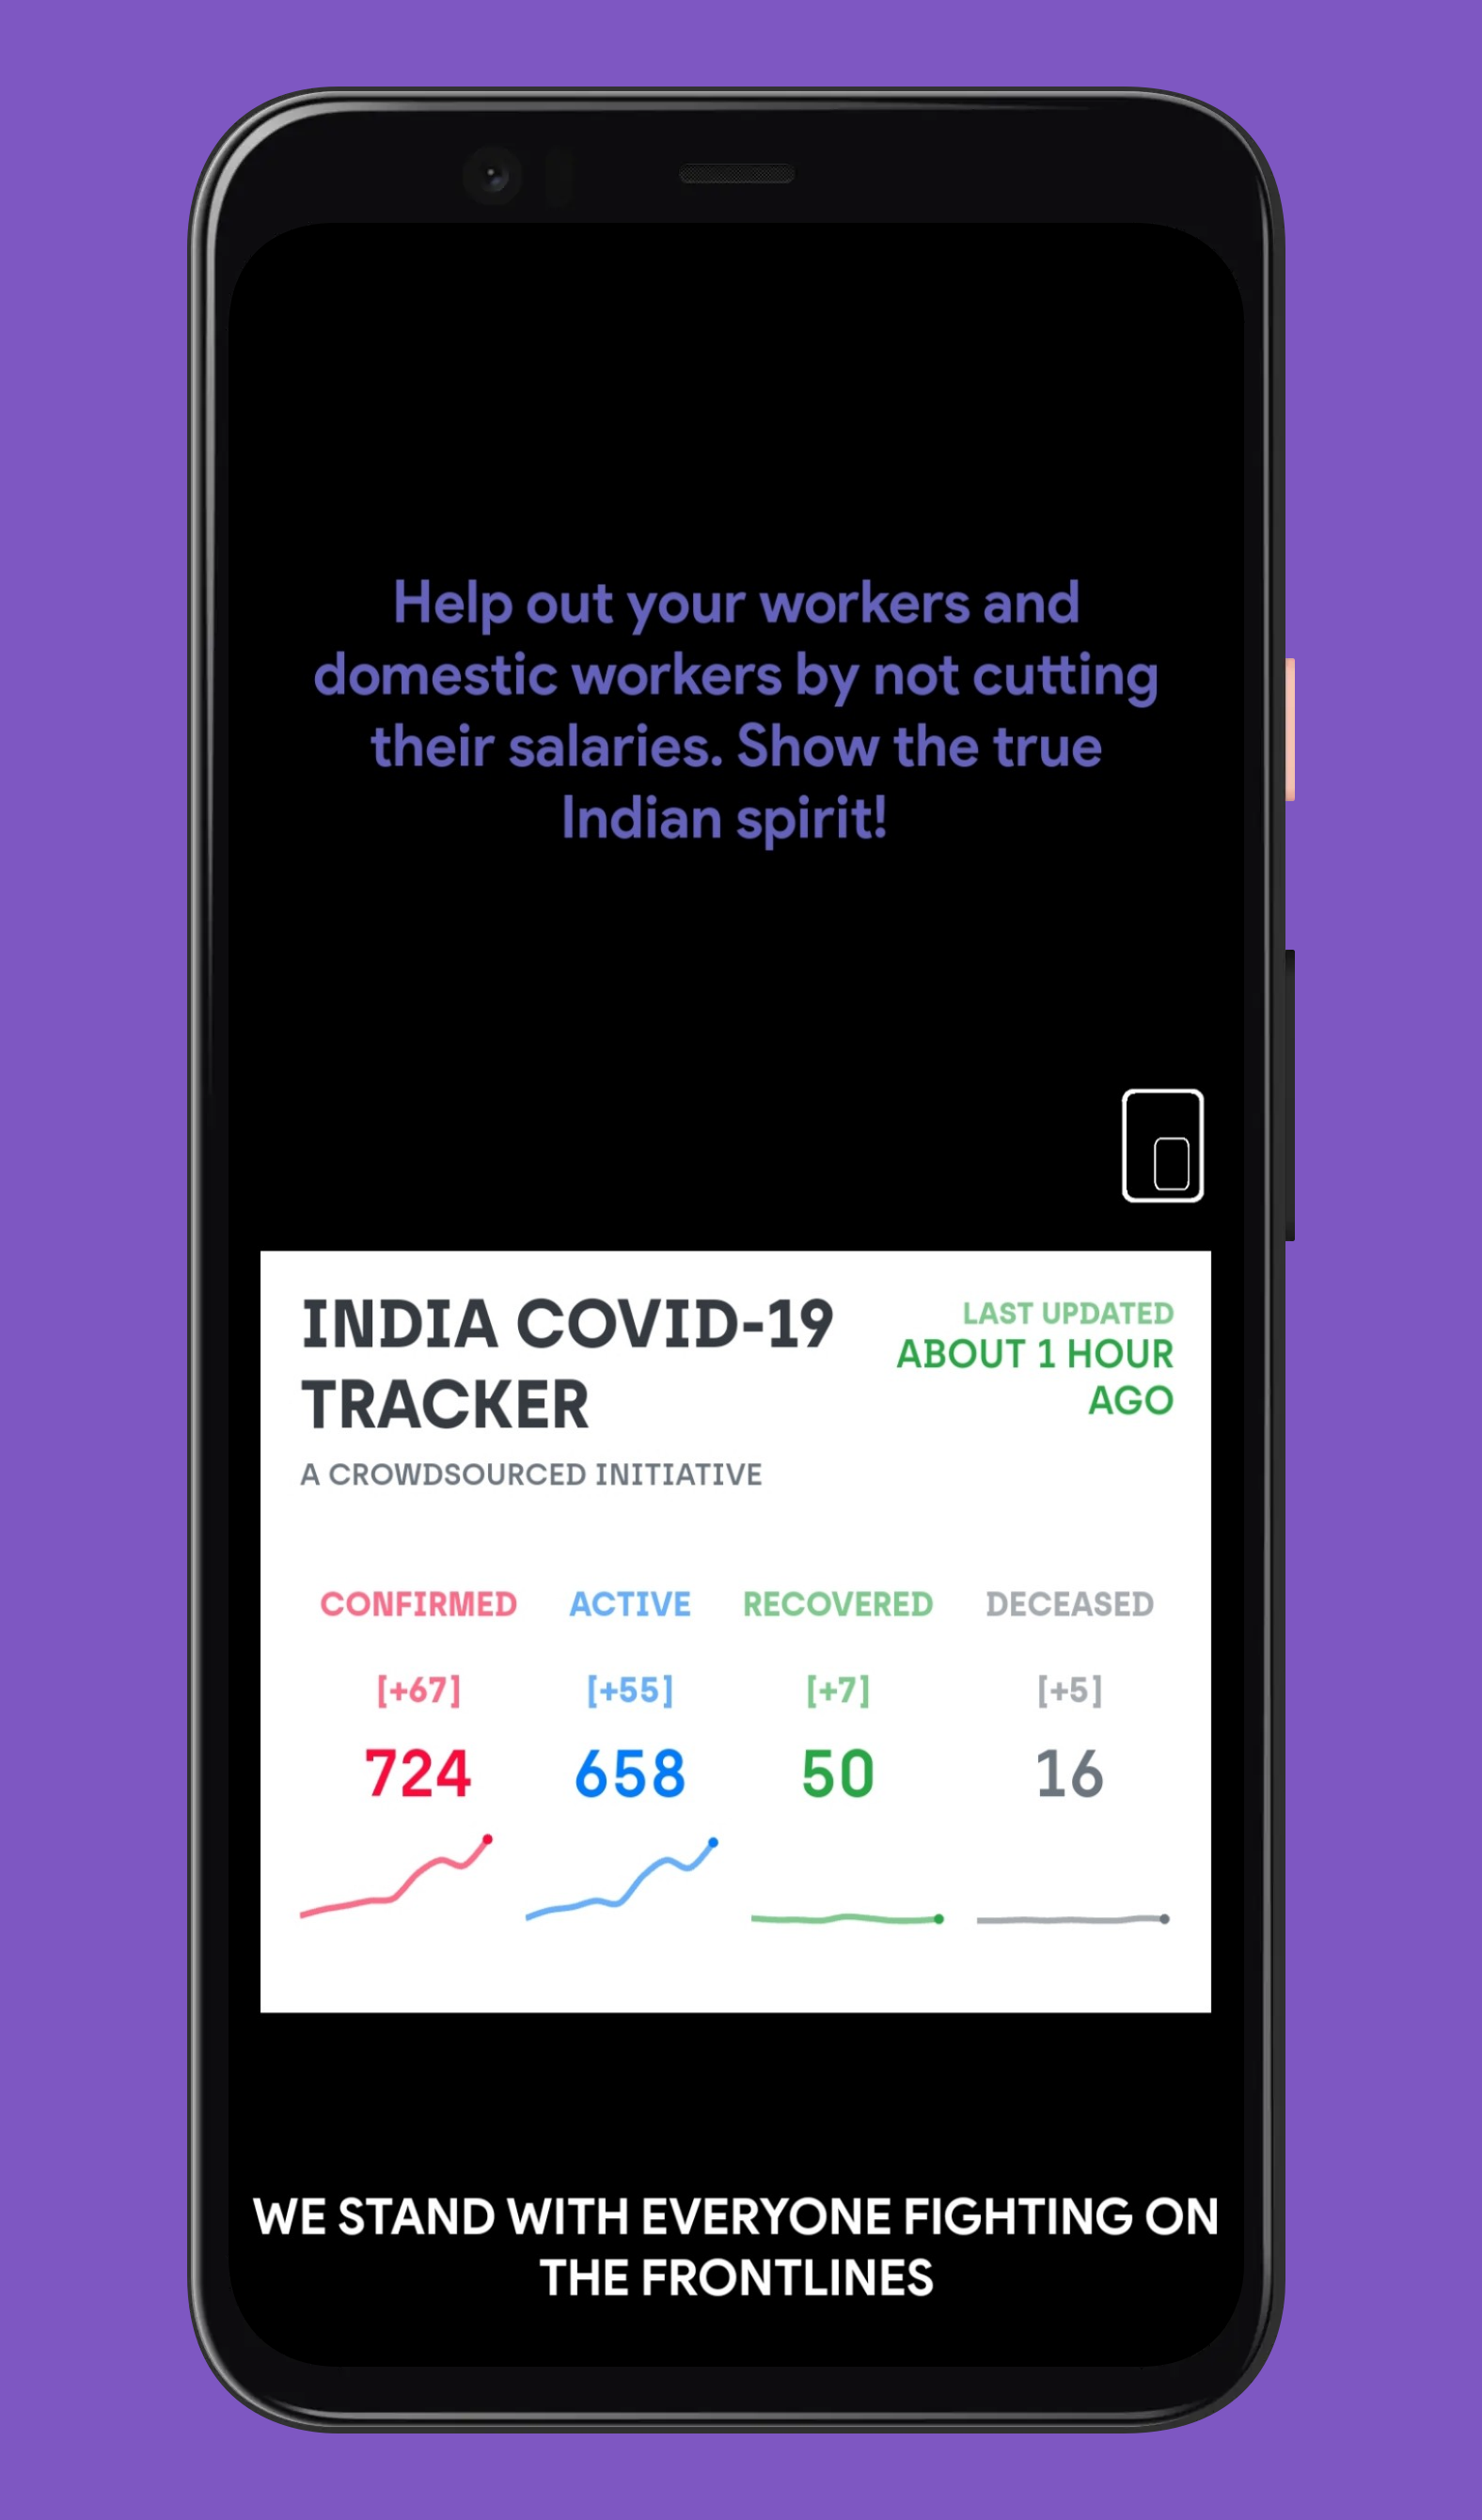 Help out your workers and
domestic workers by not cutting
their salaries. Show the true
Indian spirit!
INDIA COVID-19
TRACKER
A CROWDSOURCED INITIATIVE
LAST UPDATED
ABOUT 1 HOUR
AGO
CONFIRMED ACTIVE RECOVERED DECEASED
[+67] [+55] [+7] [+5]
724 658 50 16
WE STAND WITH EVERYONE FIGHTING ON
THE FRONTLINES